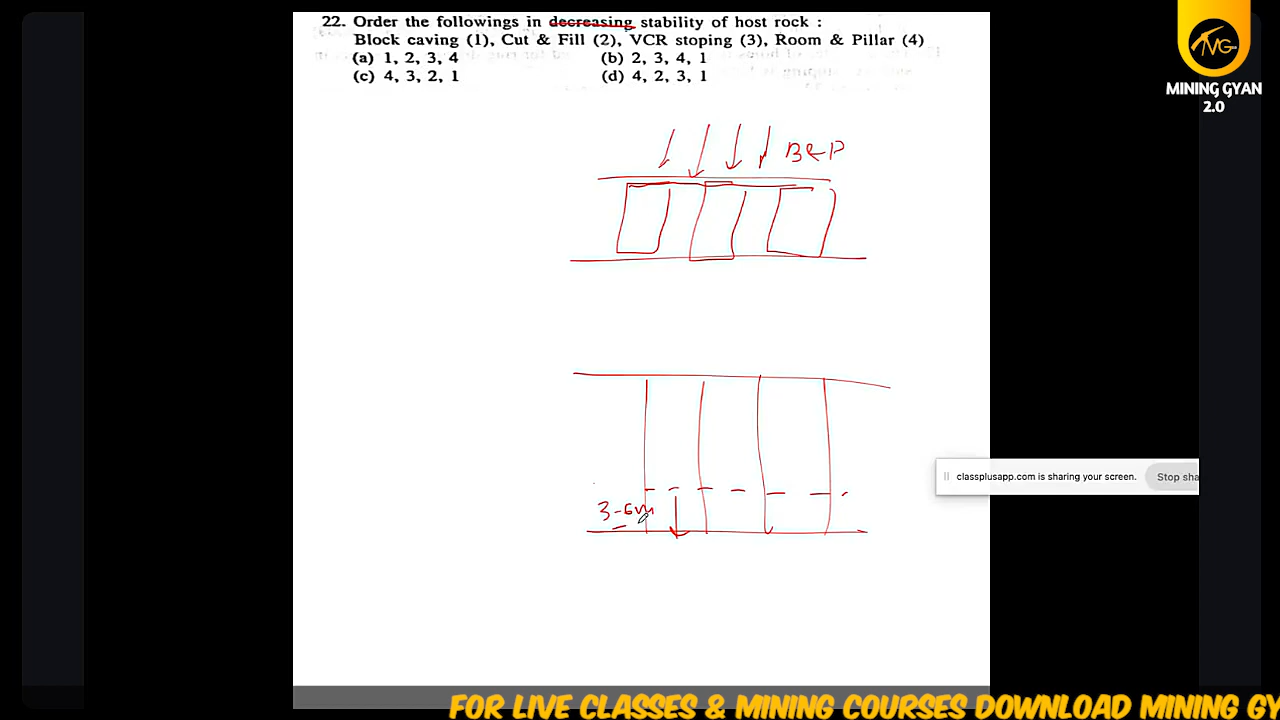 22. Order the followings in decreasing stability of host rock :
Block caving (1), Cut & Fill (2), VCR stoping (3), Room & Pillar (4)
(a) 1, 2, 3, 4
(b) 2, 3, 4, 1
(c) 4, 3, 2, 1
(d) 4, 2, 3, 1
TMG
MINING GYAN
2.0
B&P
classplusapp.com is sharing your screen.
Stop sha
3-6m
FOR LIVE CLASSES & MINING COURSES DOWNLOAD MINING GY